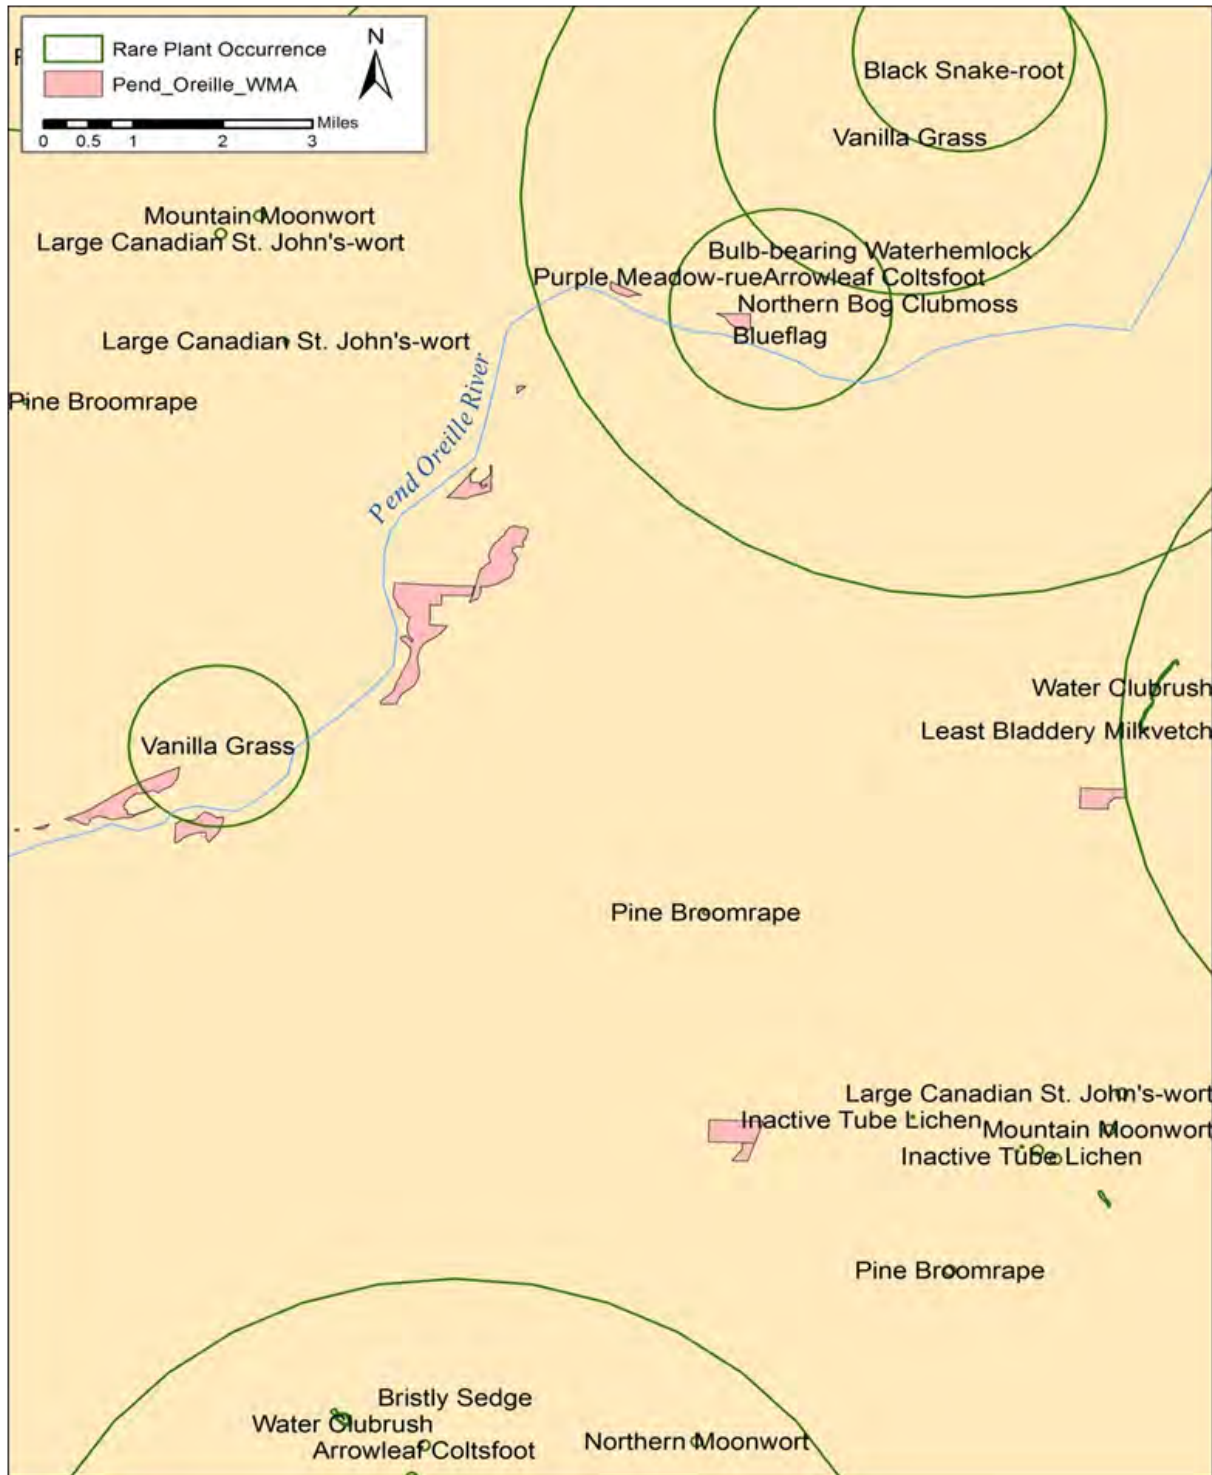 Rare Plant Occurrence
Pend_Oreille_WMA
N
Miles
0 0.5 1 2 3
Black Snake-root
Vanilla Grass
Mountain Moonwort
Large Canadian St. John's-wort
Bulb-bearing Waterhemlock
Purple Meadow-rue
Arrowleaf Coltsfoot
Northern Bog Clubmoss
Blueflag
Large Canadian St. John's-wort
Pine Broomrape
Pend Oreille River
Water Clubrush
Least Bladdery Milkvetch
Vanilla Grass
Pine Broomrape
Large Canadian St. John's-wort
Inactive Tube Lichen
Mountain Moonwort
Inactive Tube Lichen
Pine Broomrape
Bristly Sedge
Water Clubrush
Arrowleaf Coltsfoot
Northern Moonwort